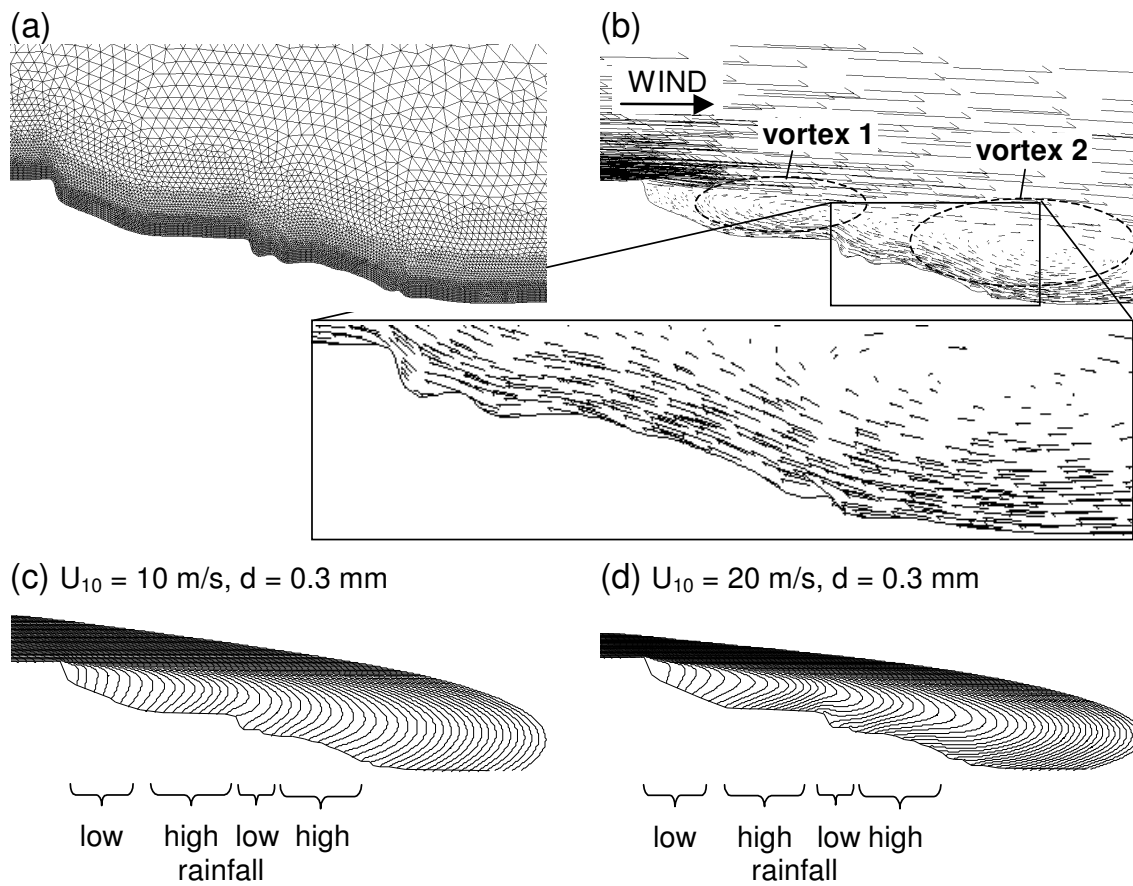 (a)
(b)
WIND
vortex 1
vortex 2
(c) U₁₀ = 10 m/s, d = 0.3 mm
(d) U₁₀ = 20 m/s, d = 0.3 mm
low high low high
rainfall
low high low high
rainfall